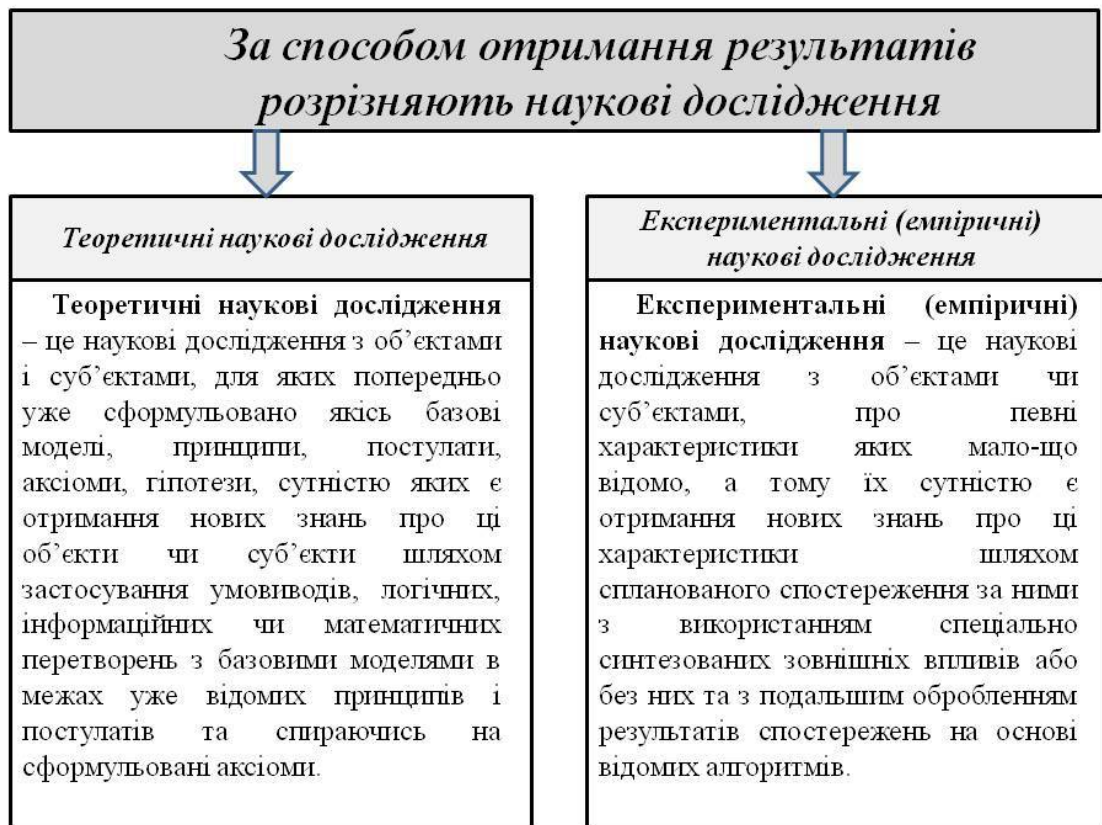 За способом отримання результатів
розрізняють наукові дослідження
Теоретичні наукові дослідження
Теоретичні наукові дослідження
– це наукові дослідження з об’єктами
і суб’єктами, для яких попередньо
уже сформульовано якісь базові
моделі, принципи, постулати,
аксіоми, гіпотези, сутністю яких є
отримання нових знань про ці
об’єкти чи суб’єкти шляхом
застосування умовиводів, логічних,
інформаційних чи математичних
перетворень з базовими моделями в
межах уже відомих принципів і
постулатів та спираючись на
сформульовані аксіоми.
Експериментальні (емпіричні)
наукові дослідження
Експериментальні (емпіричні)
наукові дослідження – це наукові
дослідження з об’єктами чи
суб’єктами, про певні
характеристики яких мало-що
відомо, а тому їх сутністю є
отримання нових знань про ці
характеристики шляхом
спланованого спостереження за ними
з використанням спеціально
синтезованих зовнішніх впливів або
без них та з подальшим обробленням
результатів спостережень на основі
відомих алгоритмів.